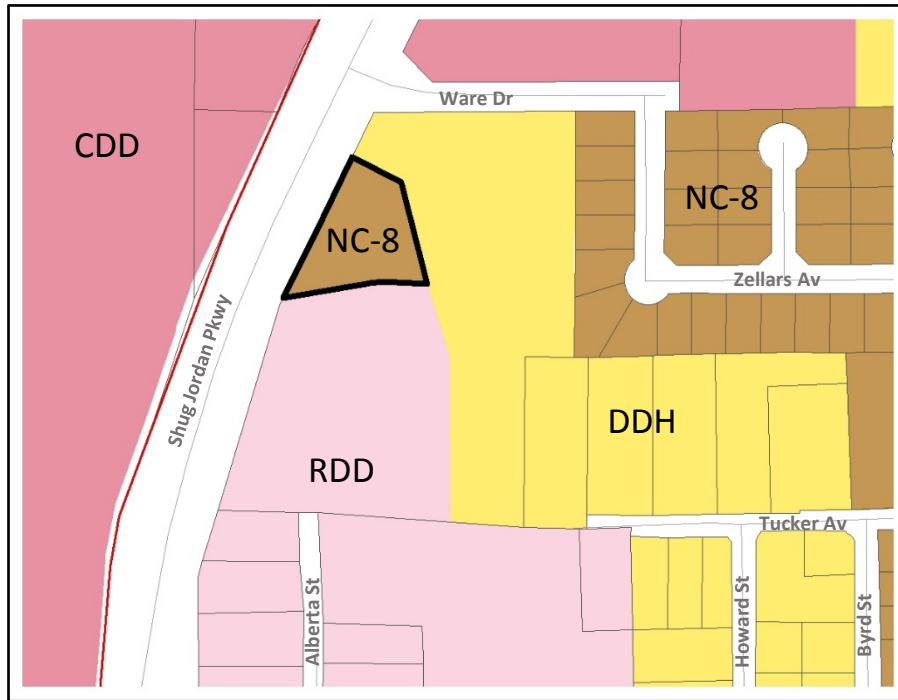 Ware Dr
CDD
NC-8
NC-8
Zellars Av
Shug Jordan Pkwy
DDH
RDD
Tucker Av
Alberta St
Howard St
Byrd St